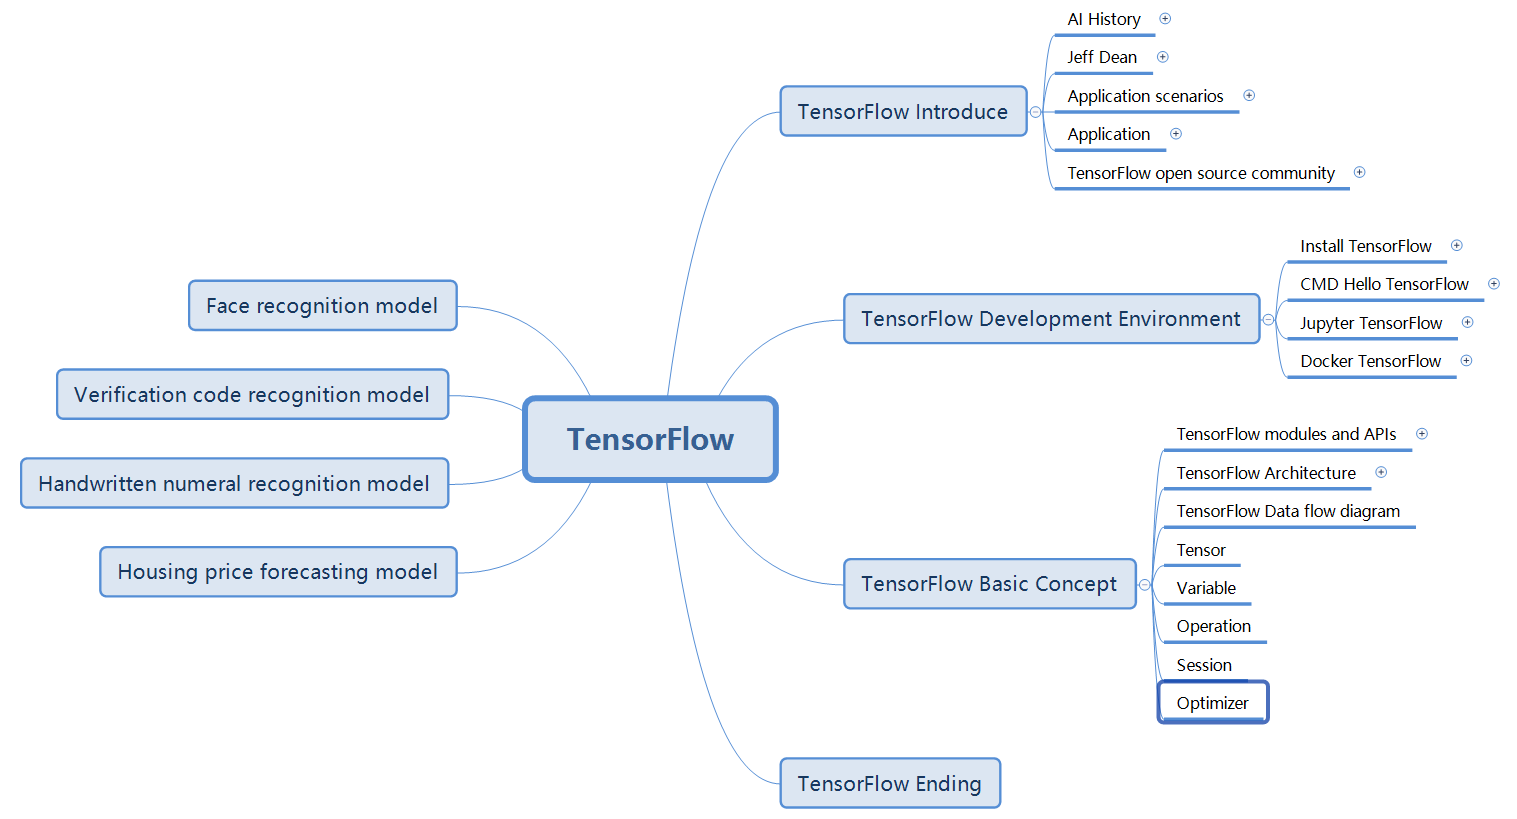 TensorFlow
TensorFlow Introduce
AI History
Jeff Dean
Application scenarios
Application
TensorFlow open source community
TensorFlow Development Environment
Install TensorFlow
CMD Hello TensorFlow
Jupyter TensorFlow
Docker TensorFlow
TensorFlow Basic Concept
TensorFlow modules and APIs
TensorFlow Architecture
TensorFlow Data flow diagram
Tensor
Variable
Operation
Session
Optimizer
TensorFlow Ending
Face recognition model
Verification code recognition model
Handwritten numeral recognition model
Housing price forecasting model